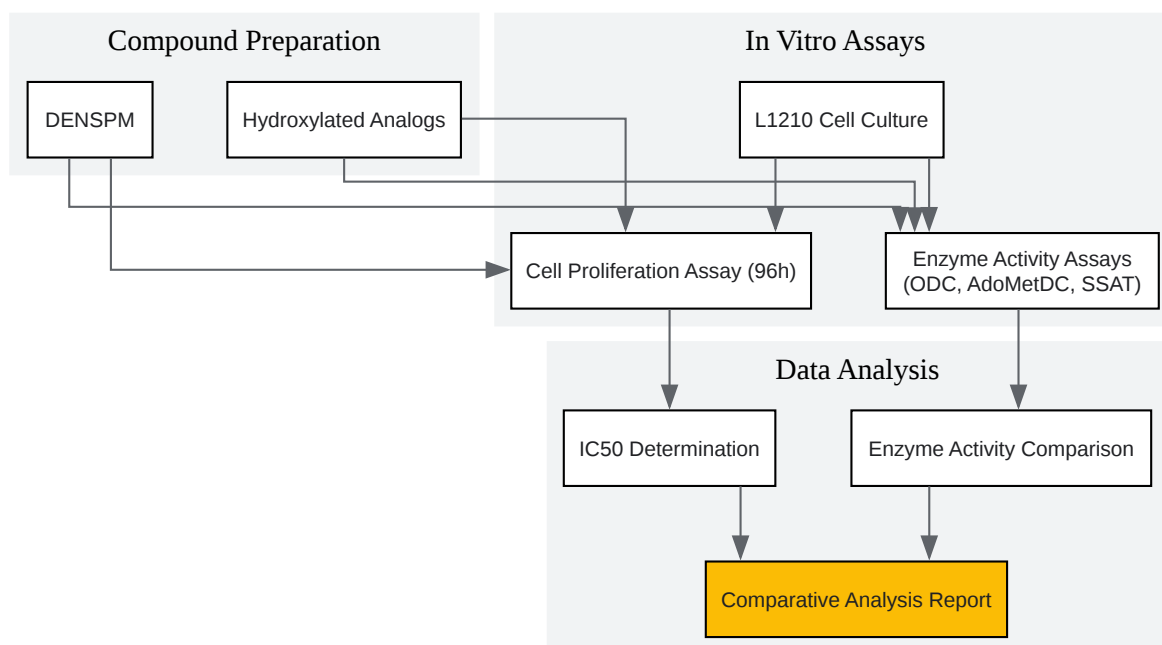 Compound Preparation
In Vitro Assays
DENSPM
Hydroxylated Analogs
L1210 Cell Culture
Cell Proliferation Assay (96h)
Enzyme Activity Assays
(ODC, AdoMetDC, SSAT)
Data Analysis
IC50 Determination
Enzyme Activity Comparison
Comparative Analysis Report